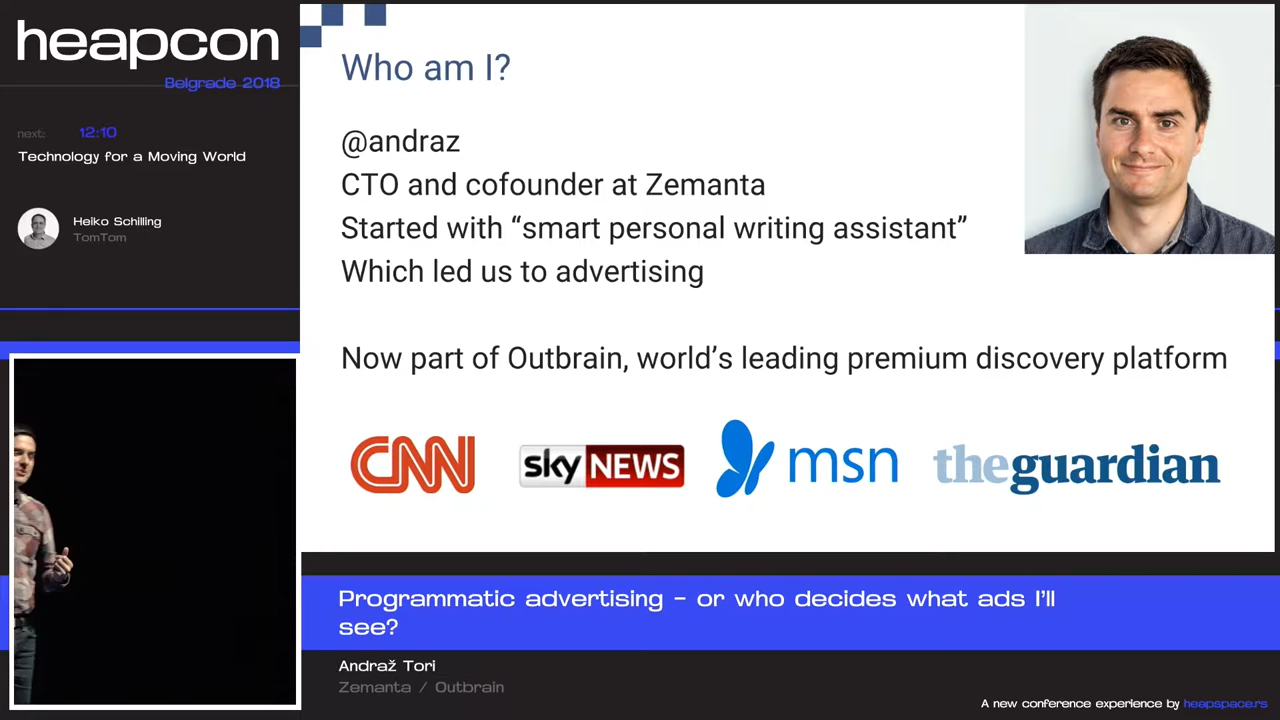 heapcon
Belgrade 2018
next: 12:10
Technology for a Moving World
Heiko Schilling
TomTom
Who am I?
@andraz
CTO and cofounder at Zemanta
Started with “smart personal writing assistant”
Which led us to advertising
Now part of Outbrain, world’s leading premium discovery platform
CNN
sky NEWS
msn
theguardian
Programmatic advertising - or who decides what ads I’ll
see?
Andraž Tori
Zemanta / Outbrain
A new conference experience by heapspace.rs